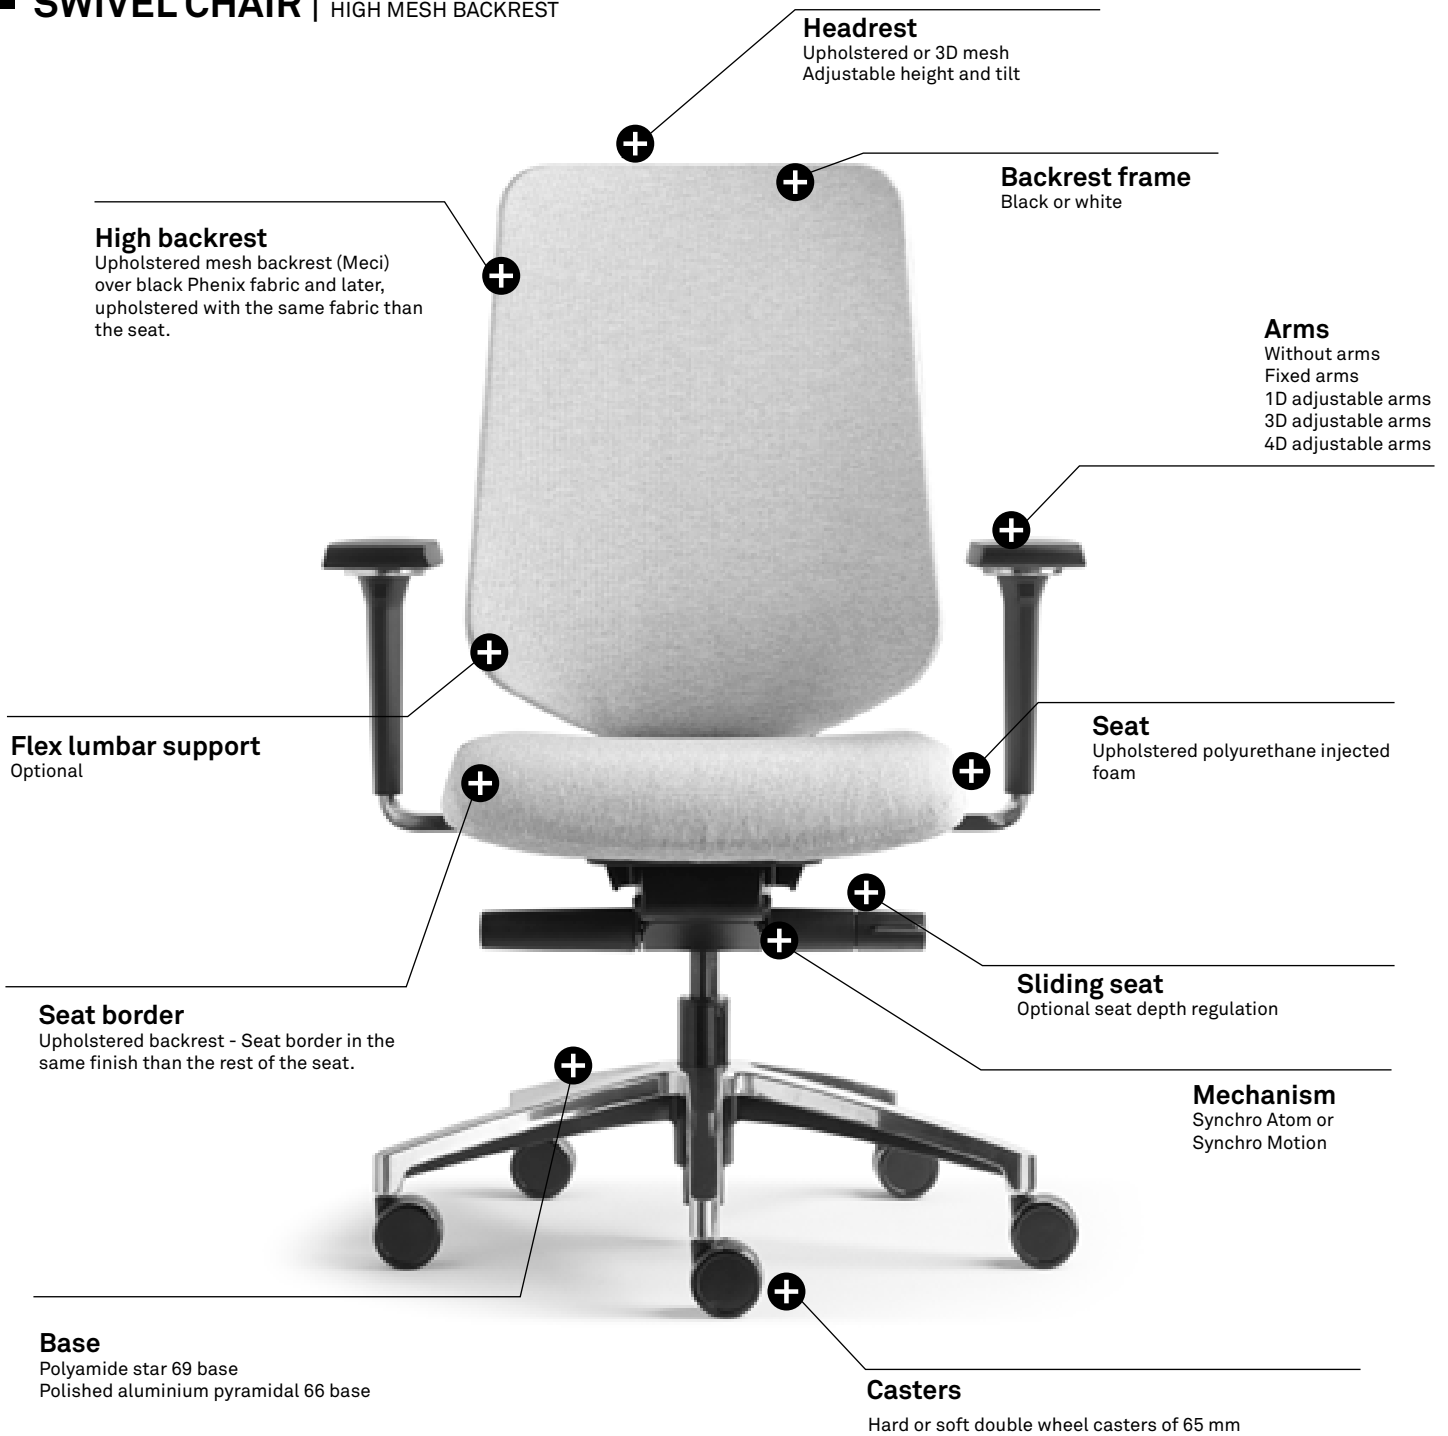 SWIVEL CHAIR | HIGH MESH BACKREST
Headrest
Upholstered or 3D mesh
Adjustable height and tilt
Backrest frame
Black or white
High backrest
Upholstered mesh backrest (Meci)
over black Phenix fabric and later,
upholstered with the same fabric than
the seat.
Arms
Without arms
Fixed arms
1D adjustable arms
3D adjustable arms
4D adjustable arms
Flex lumbar support
Optional
Seat
Upholstered polyurethane injected
foam
Sliding seat
Optional seat depth regulation
Seat border
Upholstered backrest - Seat border in the
same finish than the rest of the seat.
Mechanism
Synchro Atom or
Synchro Motion
Base
Polyamide star 69 base
Polished aluminium pyramidal 66 base
Casters
Hard or soft double wheel casters of 65 mm